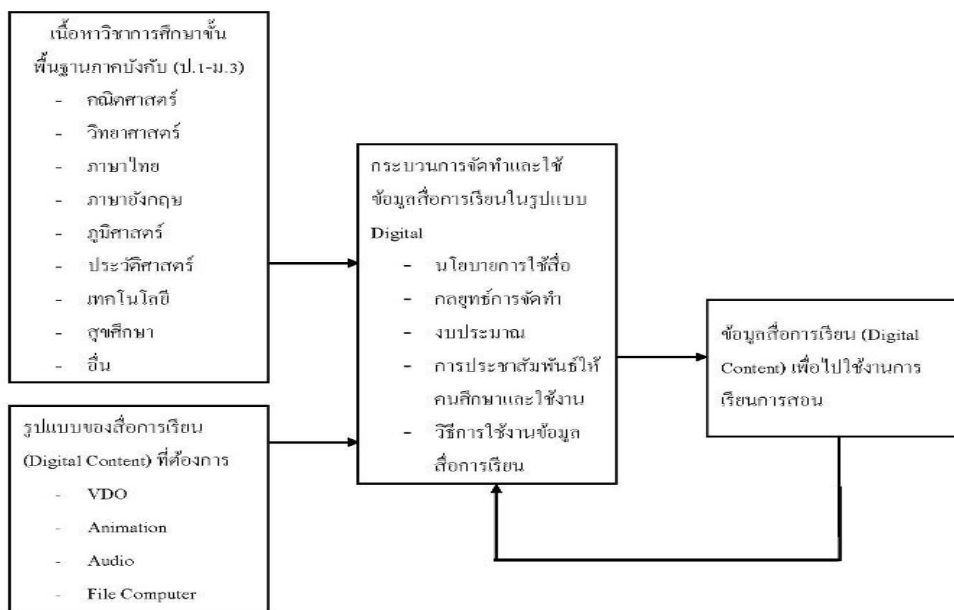 เนื้อหาวิชาการศึกษาขั้น
พื้นฐานภาคบังกับ (ป.1-ม.3)
- กณิตศาสตร์
- วิทยาศาสตร์
- ภาษาไทย
- ภาษาอังกฤษ
- ภูมิศาสตร์
- ประวัติศาสตร์
- เทกโนโลยี
- สุขศึกษา
- อื่น
รูปแบบของสื่อการเรียน
(Digital Content) ที่ต้องการ
- VDO
- Animation
- Audio
- File Computer
กระบวนการจัดทำและใช้
ข้อมูลสื่อการเรียนในรูปแบบ
Digital
- นโยบายการใช้สื่อ
- กลยุทธ์การจัดทำ
- งบประมาณ
- การประชาสัมพันธ์ให้
คนศึกษาและใช้งาน
- วิธีการใช้งานข้อมูล
สื่อการเรียน
ข้อมูลสื่อการเรียน (Digital
Content) เพื่อไปใช้งานการ
เรียนการสอน